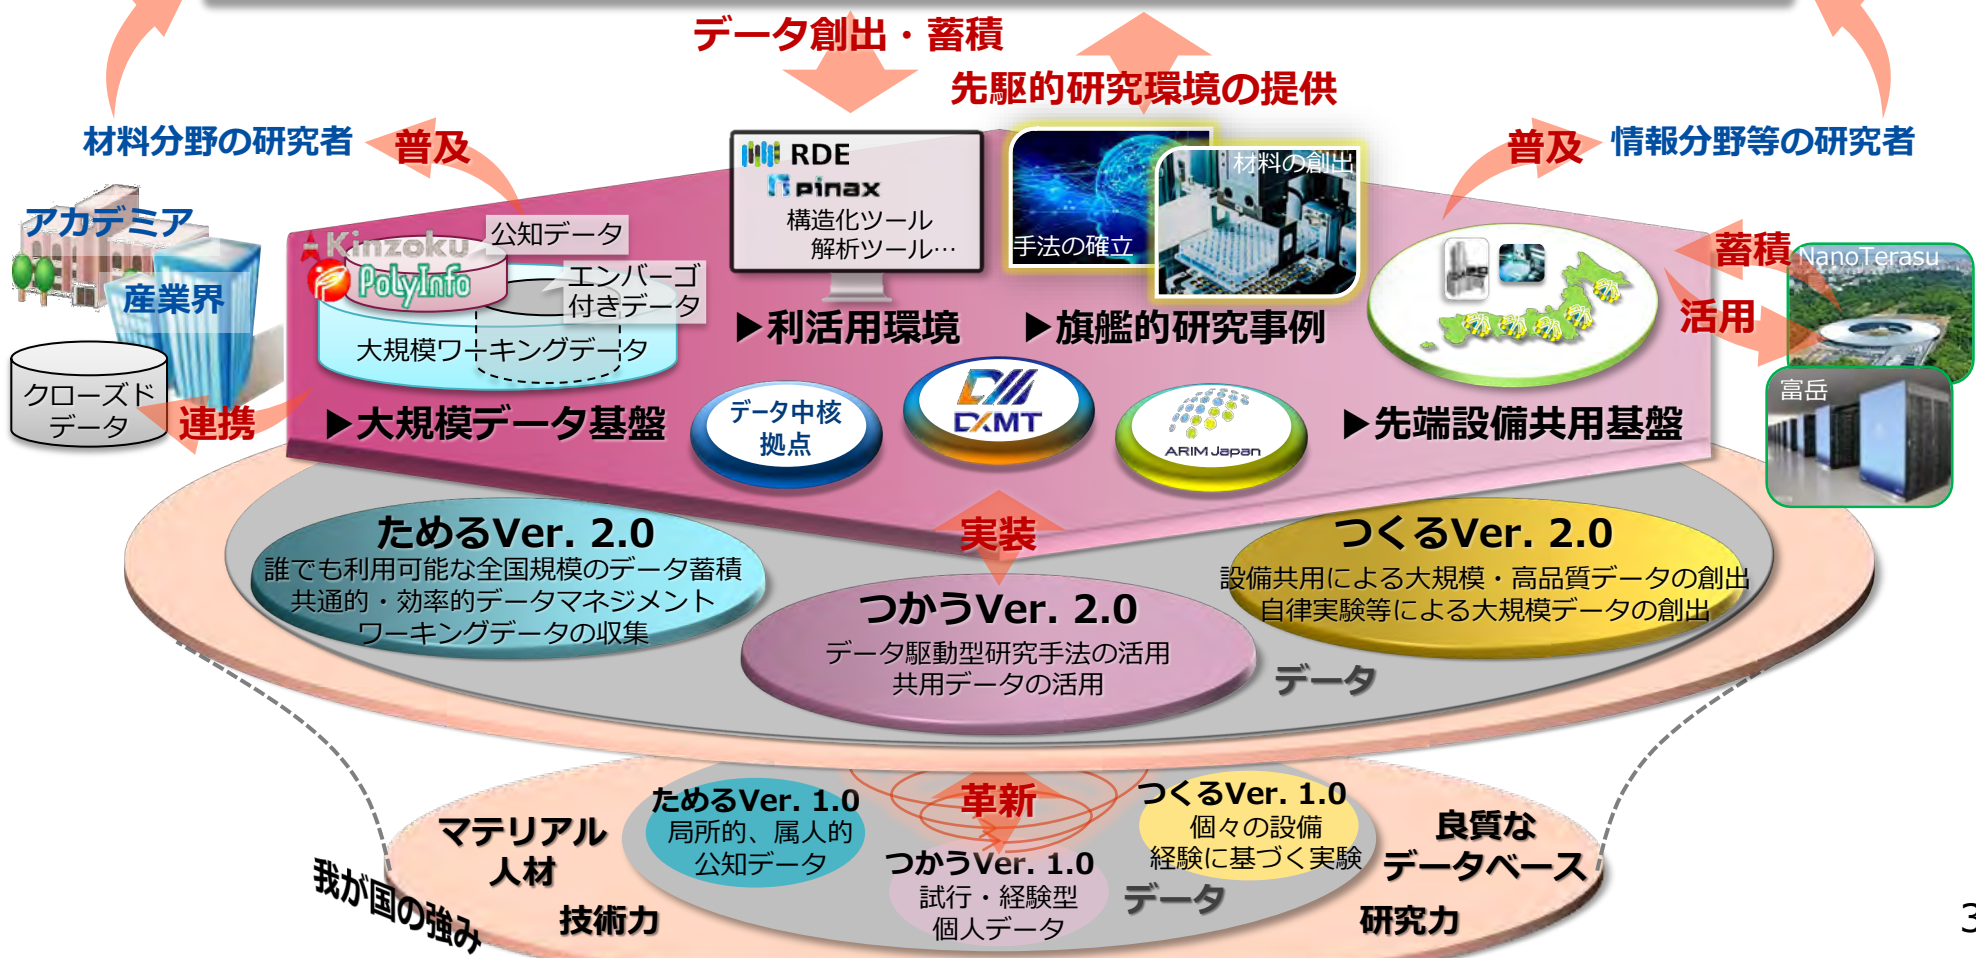 データ創出・蓄積
先駆的研究環境の提供
材料分野の研究者
普及
普及
情報分野等の研究者
RDE
pinax
構造化ツール
解析ツール…
材料の創出
手法の確立
アカデミア
産業界
Kinzoku
PolyInfo
公知データ
エンバーゴ
付きデータ
大規模ワーキングデータ
蓄積
活用
NanoTerasu
富岳
▶利活用環境
▶旗艦的研究事例
クローズド
データ
連携
▶大規模データ基盤
データ中核
拠点
DXMT
ARIM Japan
▶先端設備共用基盤
実装
ためるVer. 2.0
誰でも利用可能な全国規模のデータ蓄積
共通的・効率的データマネジメント
ワーキングデータの収集
つかうVer. 2.0
データ駆動型研究手法の活用
共用データの活用
つくるVer. 2.0
設備共用による大規模・高品質データの創出
自律実験等による大規模データの創出
データ
革新
ためるVer. 1.0
局所的、属人的
公知データ
つかうVer. 1.0
試行・経験型
個人データ
つくるVer. 1.0
個々の設備
経験に基づく実験
データ
マテリアル
人材
技術力
良質な
データベース
研究力
我が国の強み
3